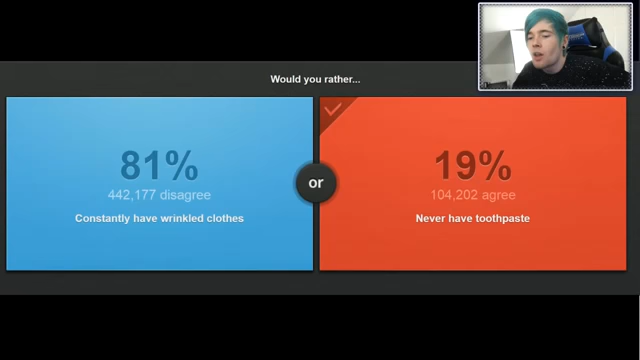 Would you rather...
81%
442,177 disagree
Constantly have wrinkled clothes
or
19%
104,202 agree
Never have toothpaste